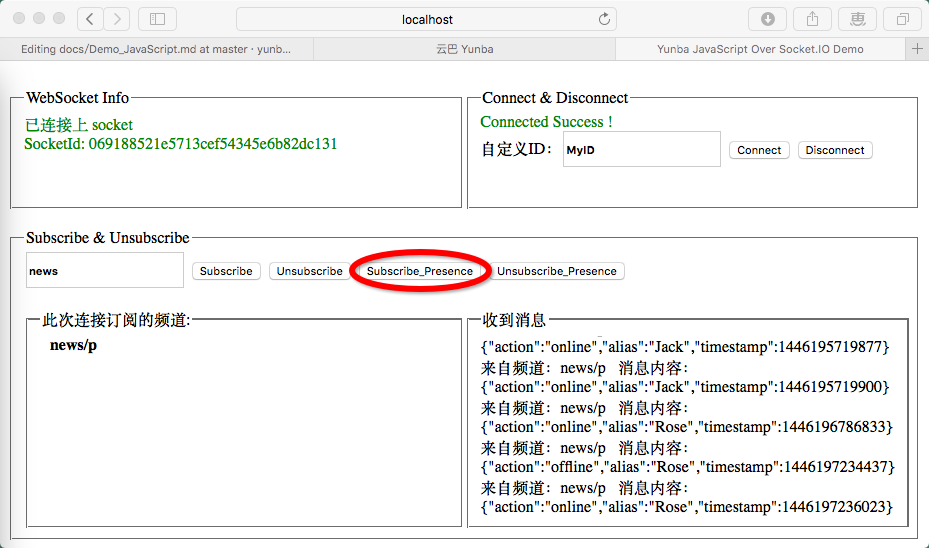 localhost
惠
Editing docs/Demo_JavaScript.md at master · yunb...
云巴 Yunba
Yunba JavaScript Over Socket.IO Demo
WebSocket Info
已连接上 socket
SocketId: 069188521e5713cef54345e6b82dc131
Connect & Disconnect
Connected Success !
自定义ID： MyID Connect Disconnect
Subscribe & Unsubscribe
news Subscribe Unsubscribe Subscribe_Presence Unsubscribe_Presence
此次连接订阅的频道:
news/p
收到消息
{"action":"online","alias":"Jack","timestamp":1446195719877}
来自频道：news/p 消息内容：
{"action":"online","alias":"Jack","timestamp":1446195719900}
来自频道：news/p 消息内容：
{"action":"online","alias":"Rose","timestamp":1446196786833}
来自频道：news/p 消息内容：
{"action":"offline","alias":"Rose","timestamp":1446197234437}
来自频道：news/p 消息内容：
{"action":"online","alias":"Rose","timestamp":1446197236023}